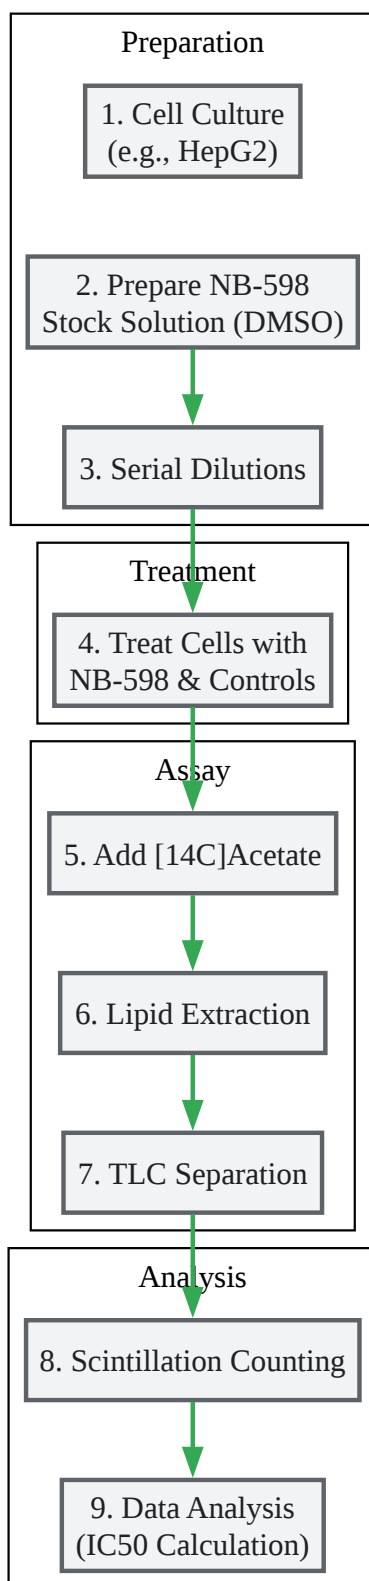 Preparation
1. Cell Culture
(e.g., HepG2)
2. Prepare NB-598
Stock Solution (DMSO)
3. Serial Dilutions
Treatment
4. Treat Cells with
NB-598 & Controls
Assay
5. Add [14C]Acetate
6. Lipid Extraction
7. TLC Separation
Analysis
8. Scintillation Counting
9. Data Analysis
(IC50 Calculation)